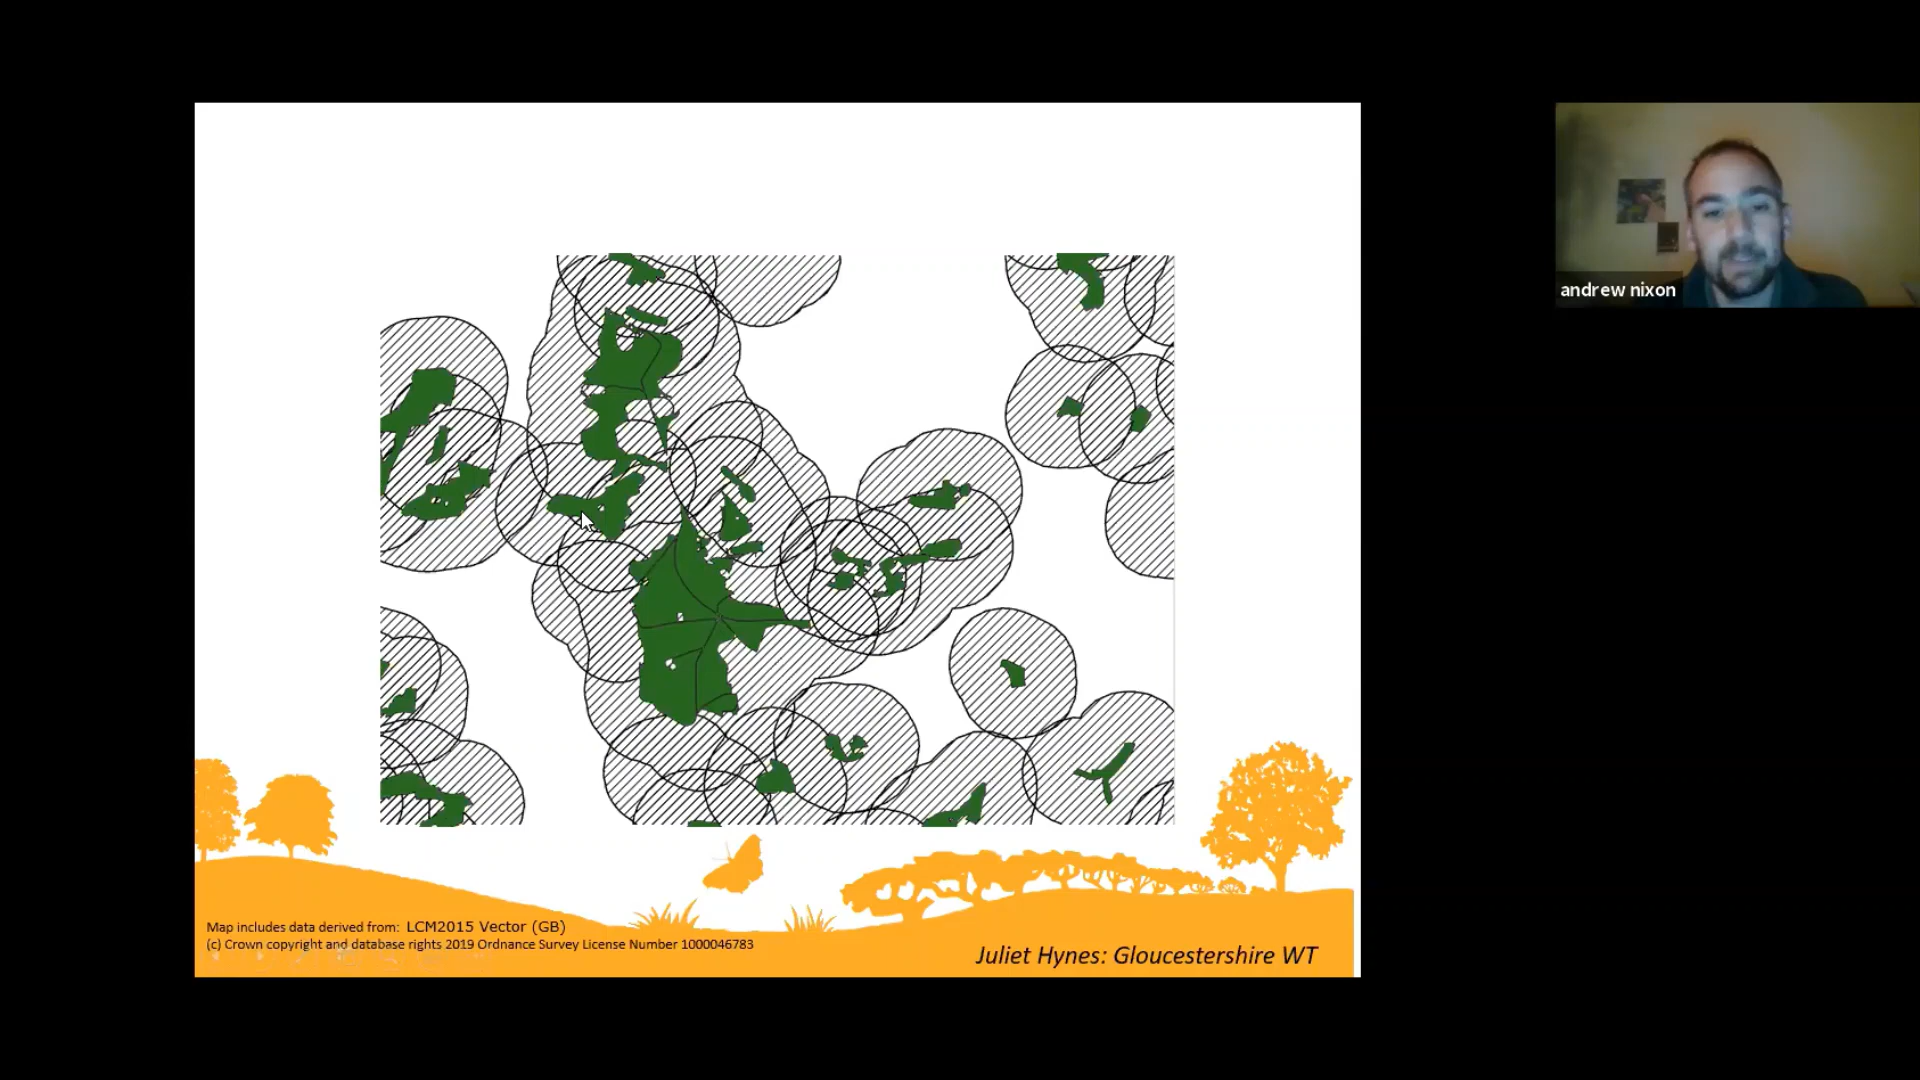 andrew nixon
Map includes data derived from: LCM2015 Vector (GB)
(c) Crown copyright and database rights 2019 Ordnance Survey License Number 1000046783
Juliet Hynes: Gloucestershire WT